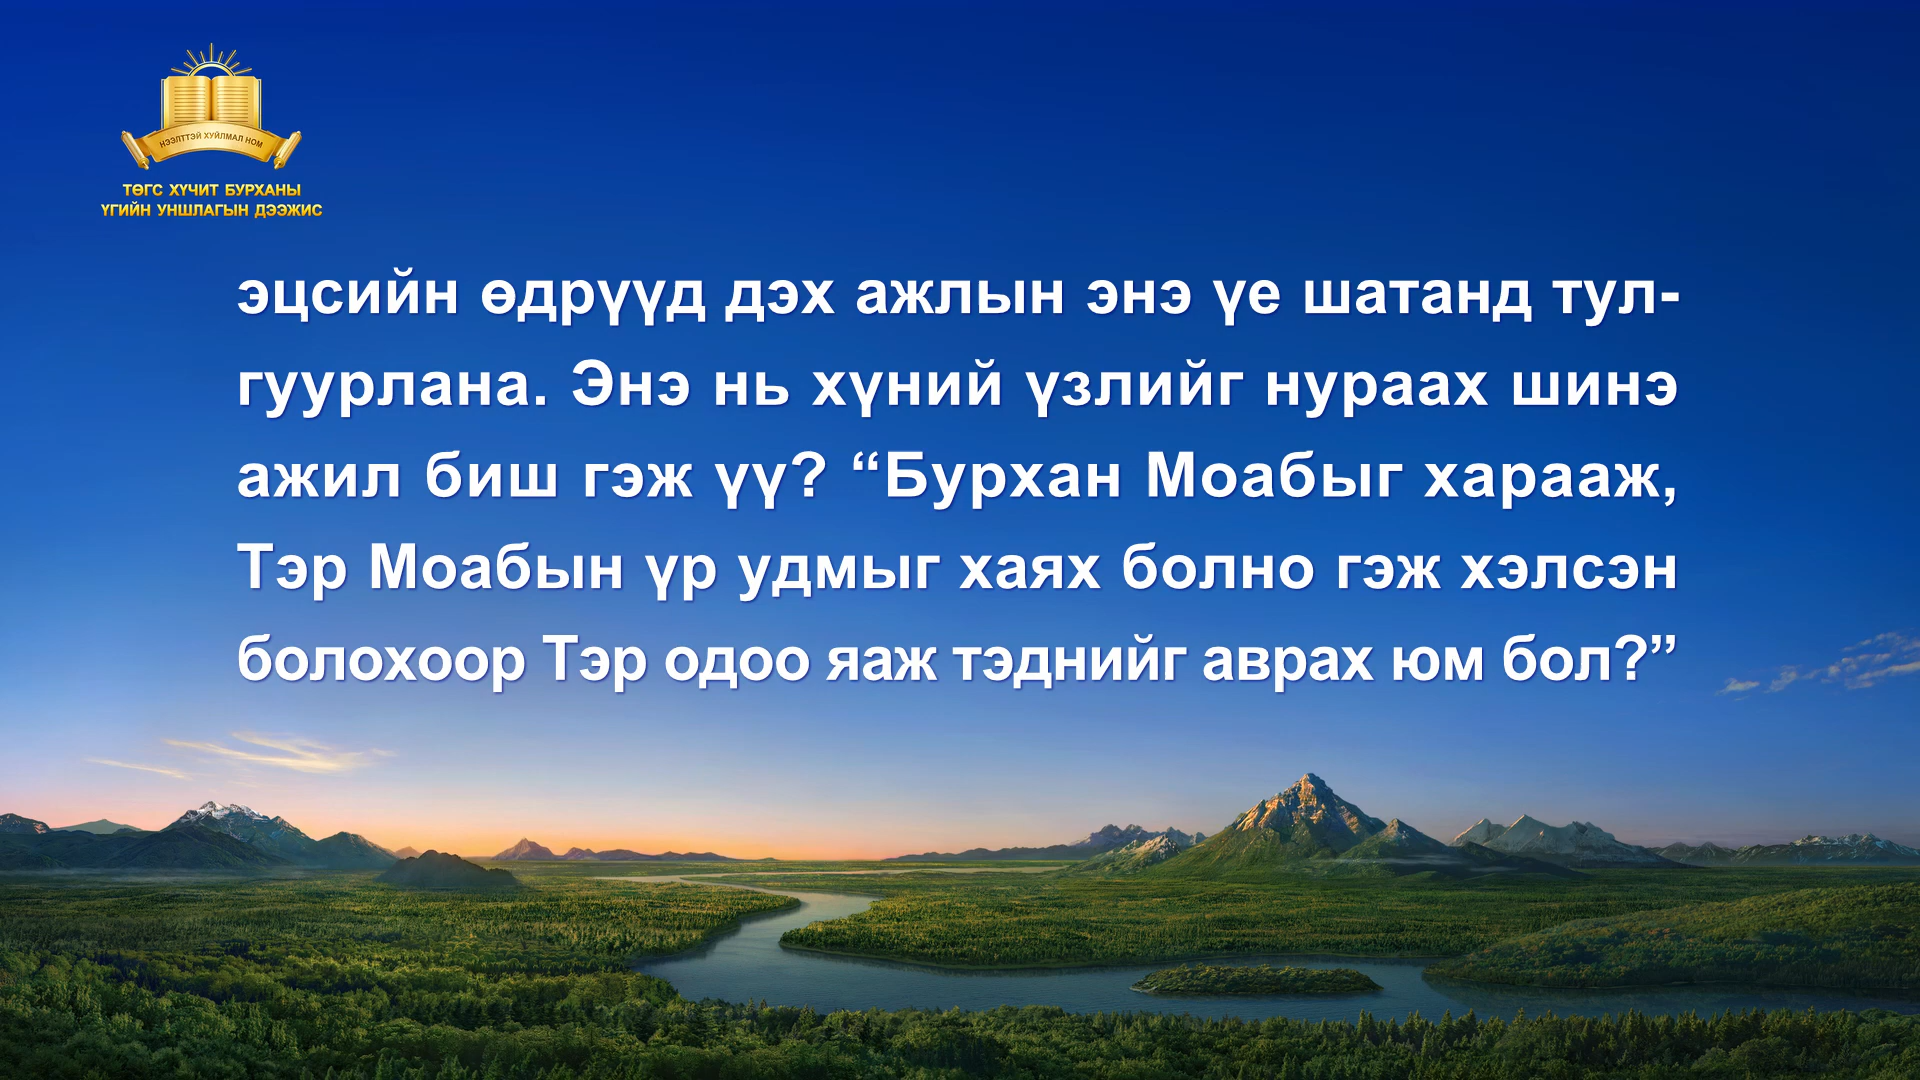 НЭЭЛТТЭЙ ХУЙЛМАЛ НОМ
ТӨГС ХҮЧИТ БУРХАНЫ
ҮГИЙН УНШЛАГЫН ДЭЭЖИС
эцсийн өдрүүд дэх ажлын энэ үе шатанд тул-
гуурлана. Энэ нь хүний үзлийг нураах шинэ
ажил биш гэж үү? “Бурхан Моабыг харааж,
Тэр Моабын үр удмыг хаях болно гэж хэлсэн
болохоор Тэр одоо яаж тэднийг аврах юм бол?”